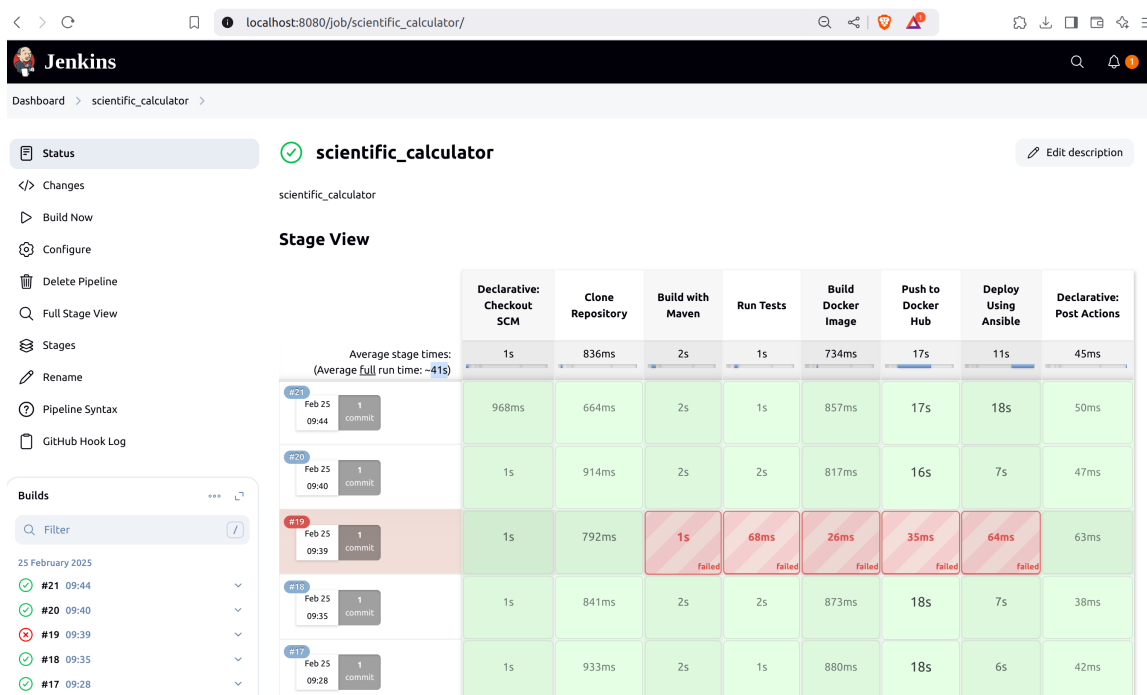 localhost:8080/job/scientific_calculator/
1
Jenkins
1
Dashboard > scientific_calculator >
Status
Changes
Build Now
Configure
Delete Pipeline
Full Stage View
Stages
Rename
Pipeline Syntax
GitHub Hook Log
Builds
Filter
/
25 February 2025
#21 09:44
#20 09:40
#19 09:39
#18 09:35
#17 09:28
scientific_calculator
Edit description
scientific_calculator
Stage View
Declarative: Checkout SCM
Clone Repository
Build with Maven
Run Tests
Build Docker Image
Push to Docker Hub
Deploy Using Ansible
Declarative: Post Actions
Average stage times:
(Average full run time: ~41s)
1s 836ms 2s 1s 734ms 17s 11s 45ms
#21
Feb 25
09:44
1
commit
968ms 664ms 2s 1s 857ms 17s 18s 50ms
#20
Feb 25
09:40
1
commit
1s 914ms 2s 2s 817ms 16s 7s 47ms
#19
Feb 25
09:39
1
commit
1s 792ms 1s 68ms 26ms 35ms 64ms 63ms
failed failed failed failed failed
#18
Feb 25
09:35
1
commit
1s 841ms 2s 2s 873ms 18s 7s 38ms
#17
Feb 25
09:28
1
commit
1s 933ms 2s 1s 880ms 18s 6s 42ms